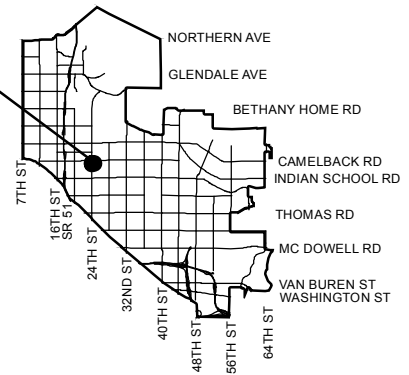 NORTHERN AVE
GLENDALE AVE
BETHANY HOME RD
CAMELBACK RD
INDIAN SCHOOL RD
THOMAS RD
MC DOWELL RD
VAN BUREN ST
WASHINGTON ST
7TH ST
16TH ST
SR 51
24TH ST
32ND ST
40TH ST
48TH ST
56TH ST
64TH ST